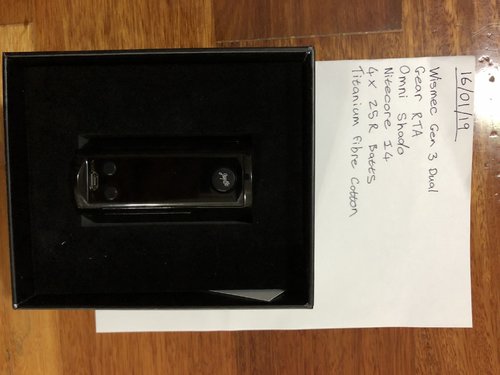 16/01/19
Wismec Gen 3 Dual
Gear RTA
Omni Shado
Nitecore I4
4x 25R Batts
Titanium Fibre Cotton